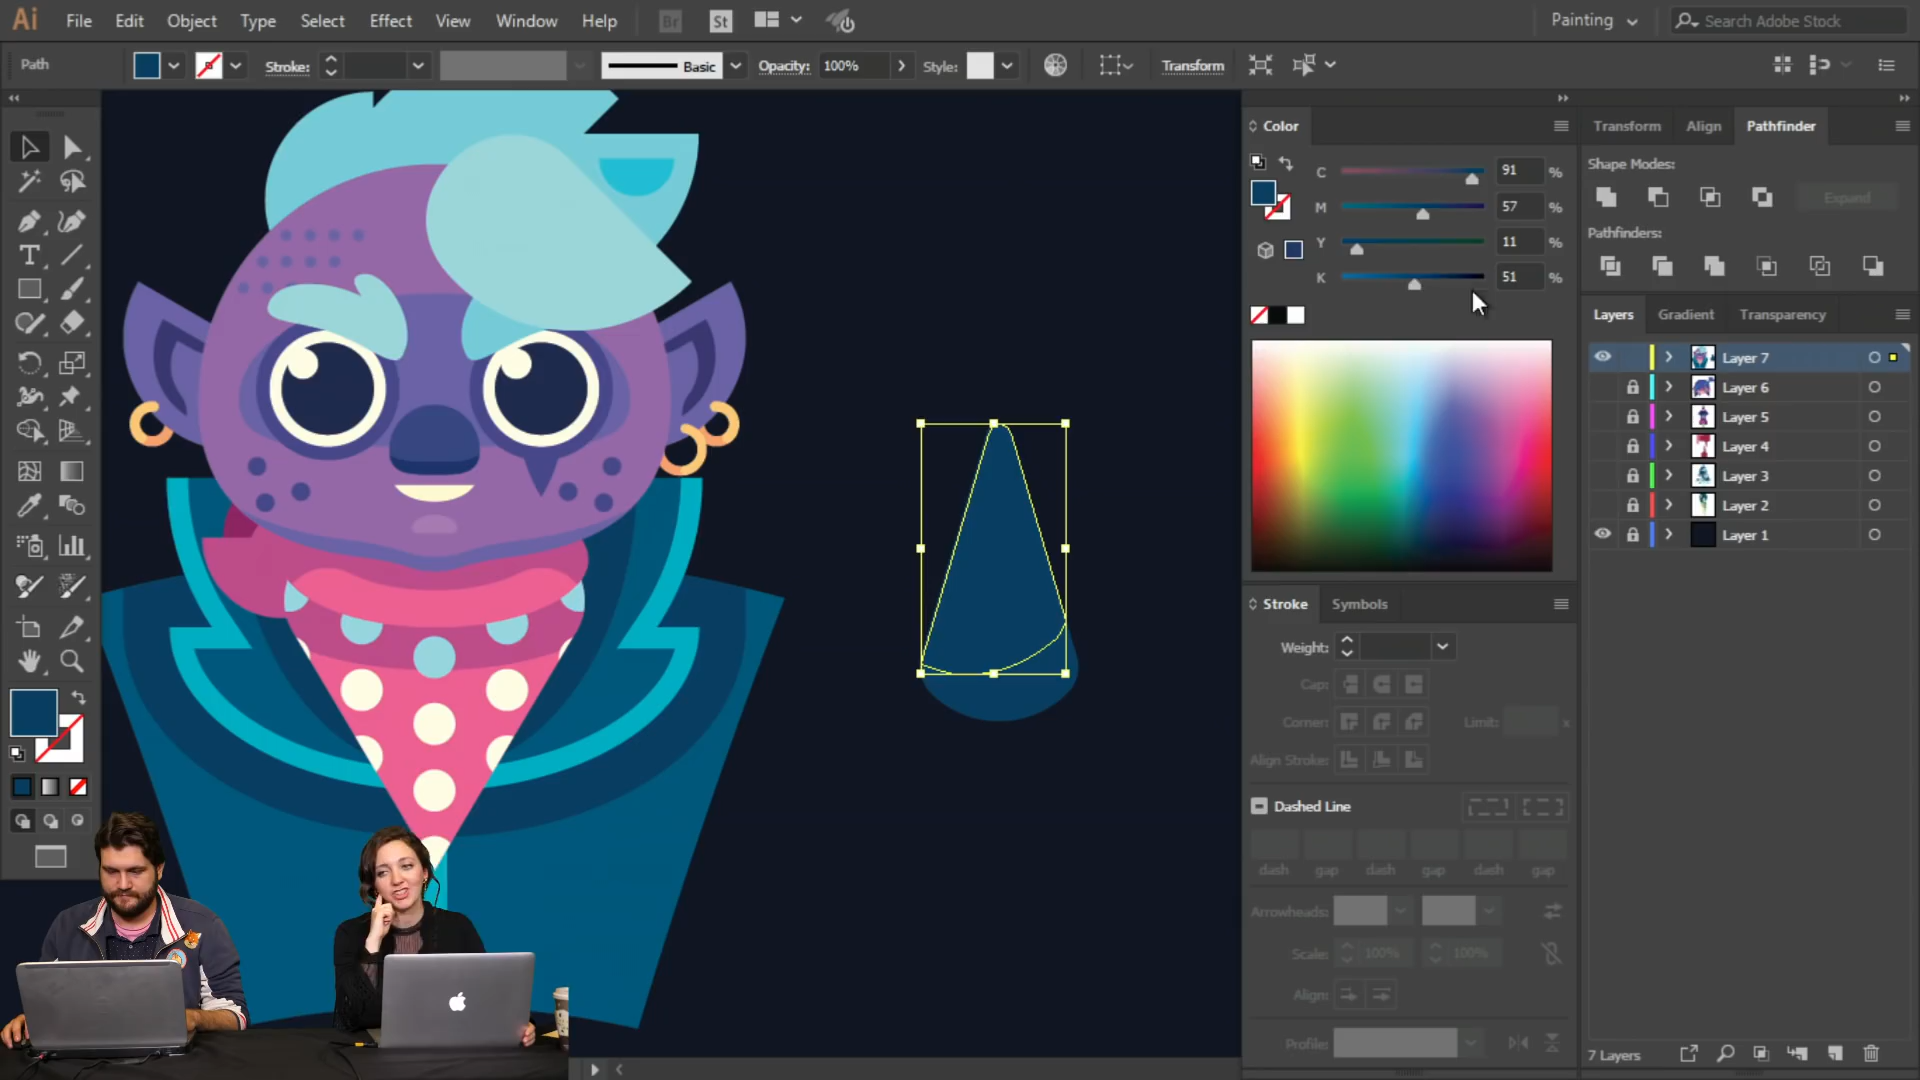 Ai File Edit Object Type Select Effect View Window Help Br St Painting Search Adobe Stock
Path Stroke: Basic Opacity: 100% Style: Transform
Color
C 91 %
M 57 %
Y 11 %
K 51 %
Transform Align Pathfinder
Shape Modes:
Expand
Pathfinders:
Layers Gradient Transparency
Layer 7
Layer 6
Layer 5
Layer 4
Layer 3
Layer 2
Layer 1
7 Layers
Stroke Symbols
Weight:
Cap:
Corner: Limit: x
Align Stroke:
Dashed Line
dash gap dash gap dash gap
Arrowheads:
Scale: 100% 100%
Align:
Profile: